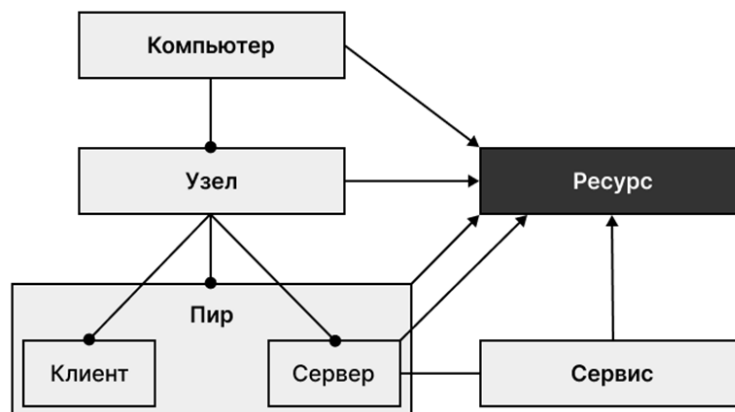 Компьютер
Узел
Ресурс
Пир
Клиент
Сервер
Сервис